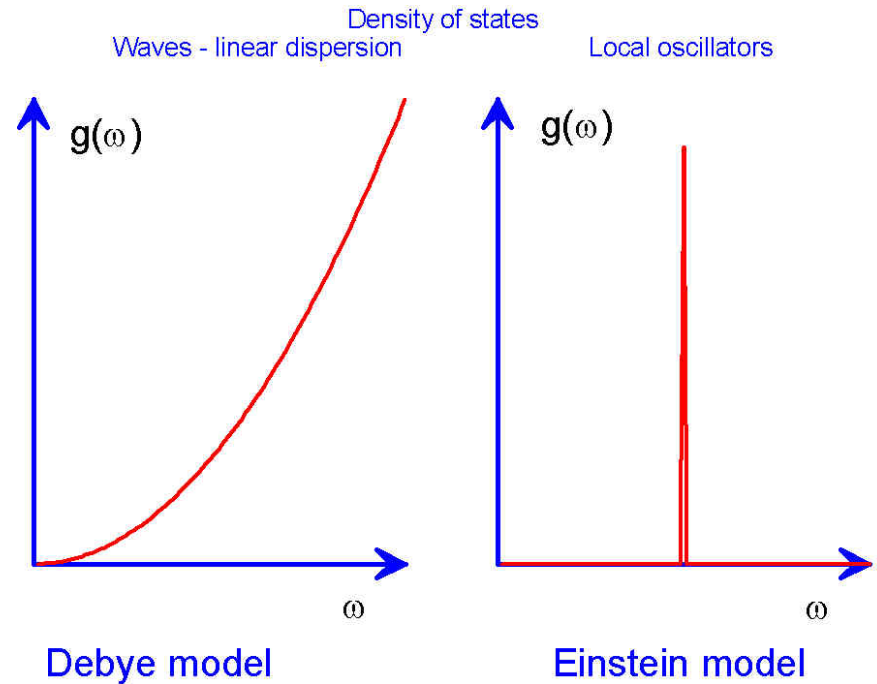 Density of states
Waves - linear dispersion
Local oscillators
g(ω)
g(ω)
ω
ω
Debye model
Einstein model